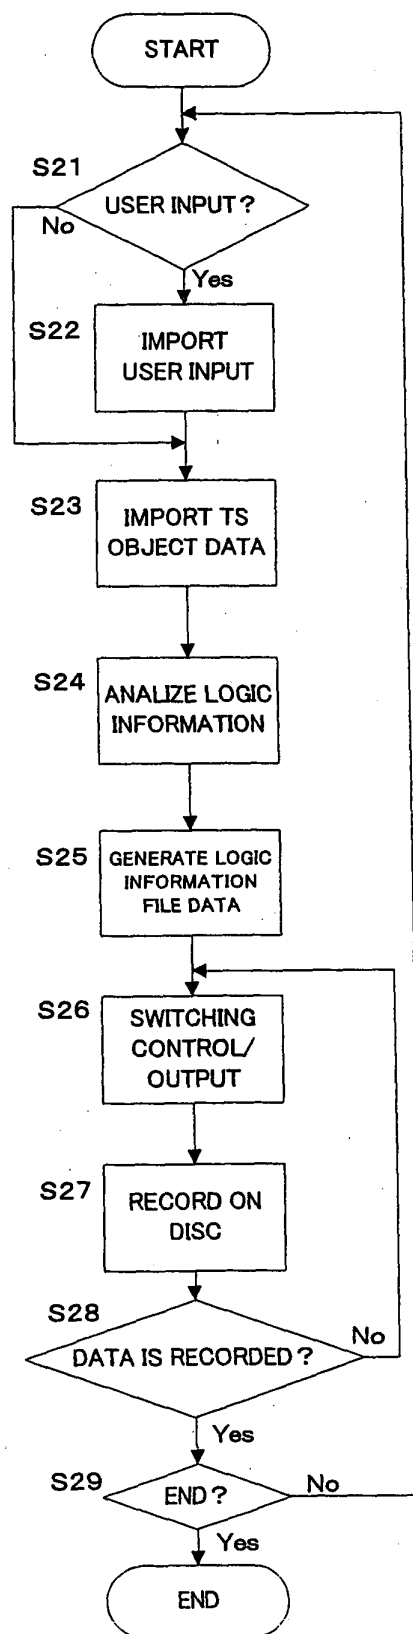 START
S21
USER INPUT?
No
Yes
S22
IMPORT
USER INPUT
S23
IMPORT TS
OBJECT DATA
S24
ANALIZE LOGIC
INFORMATION
S25
GENERATE LOGIC
INFORMATION
FILE DATA
S26
SWITCHING
CONTROL/
OUTPUT
S27
RECORD ON
DISC
S28
No
DATA IS RECORDED?
Yes
S29
END?
No
Yes
END